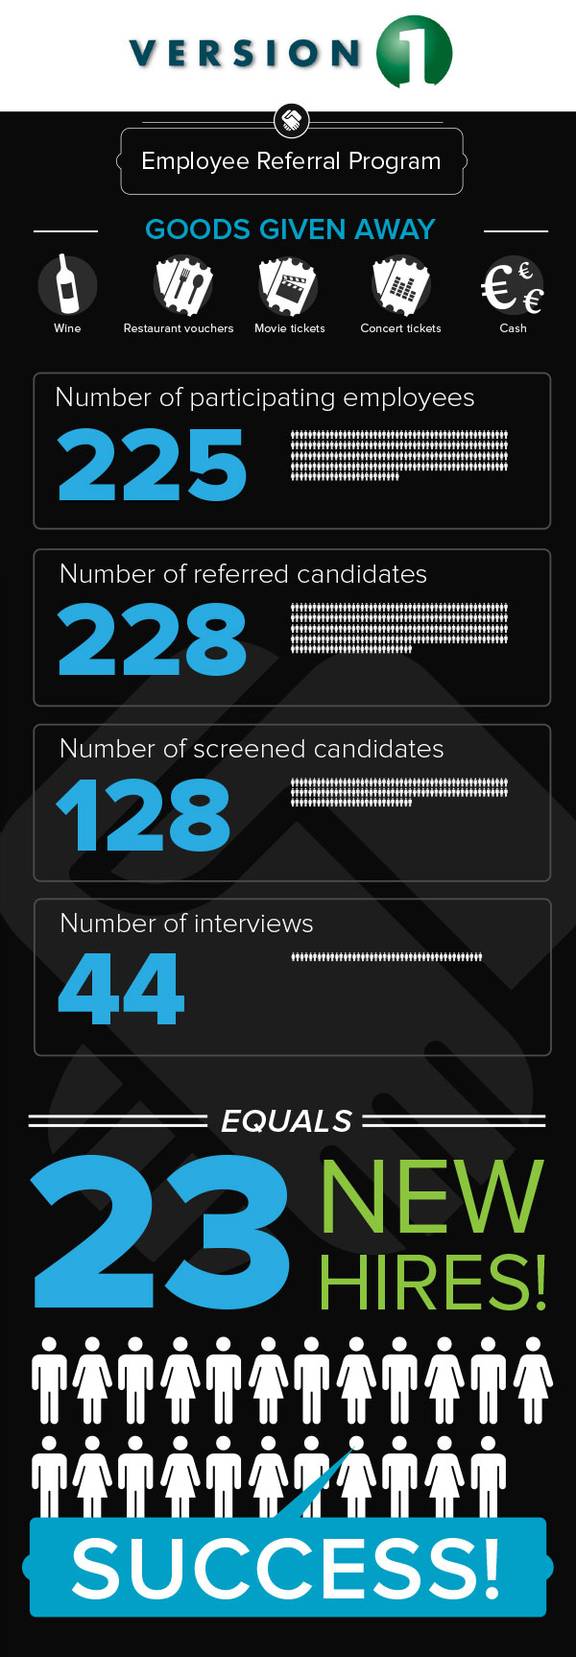 VERSION 1
Employee Referral Program
GOODS GIVEN AWAY
Wine
Restaurant vouchers
Movie tickets
Concert tickets
€ € €
Cash
Number of participating employees
225
Number of referred candidates
228
Number of screened candidates
128
Number of interviews
44
EQUALS
23 NEW
HIRES!
SUCCESS!